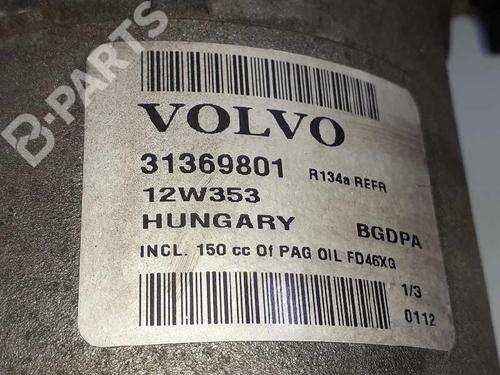 B-PARTS
VOLVO
31369801 R134a REFR
12W353
HUNGARY BGDPA
INCL. 150 cc Of PAG OIL FD46XG
1/3
0112